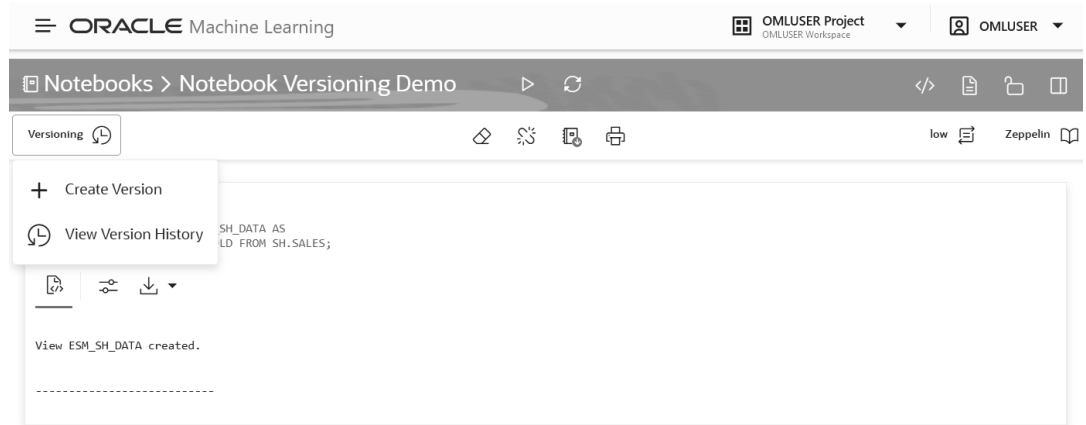 ORACLE Machine Learning
OMLUSER Project
OMLUSER Workspace
OMLUSER
Notebooks > Notebook Versioning Demo
Versioning
low
Zeppelin
Create Version
View Version History
SH_DATA AS
LD FROM SH.SALES;
View ESM_SH_DATA created.
---------------------------